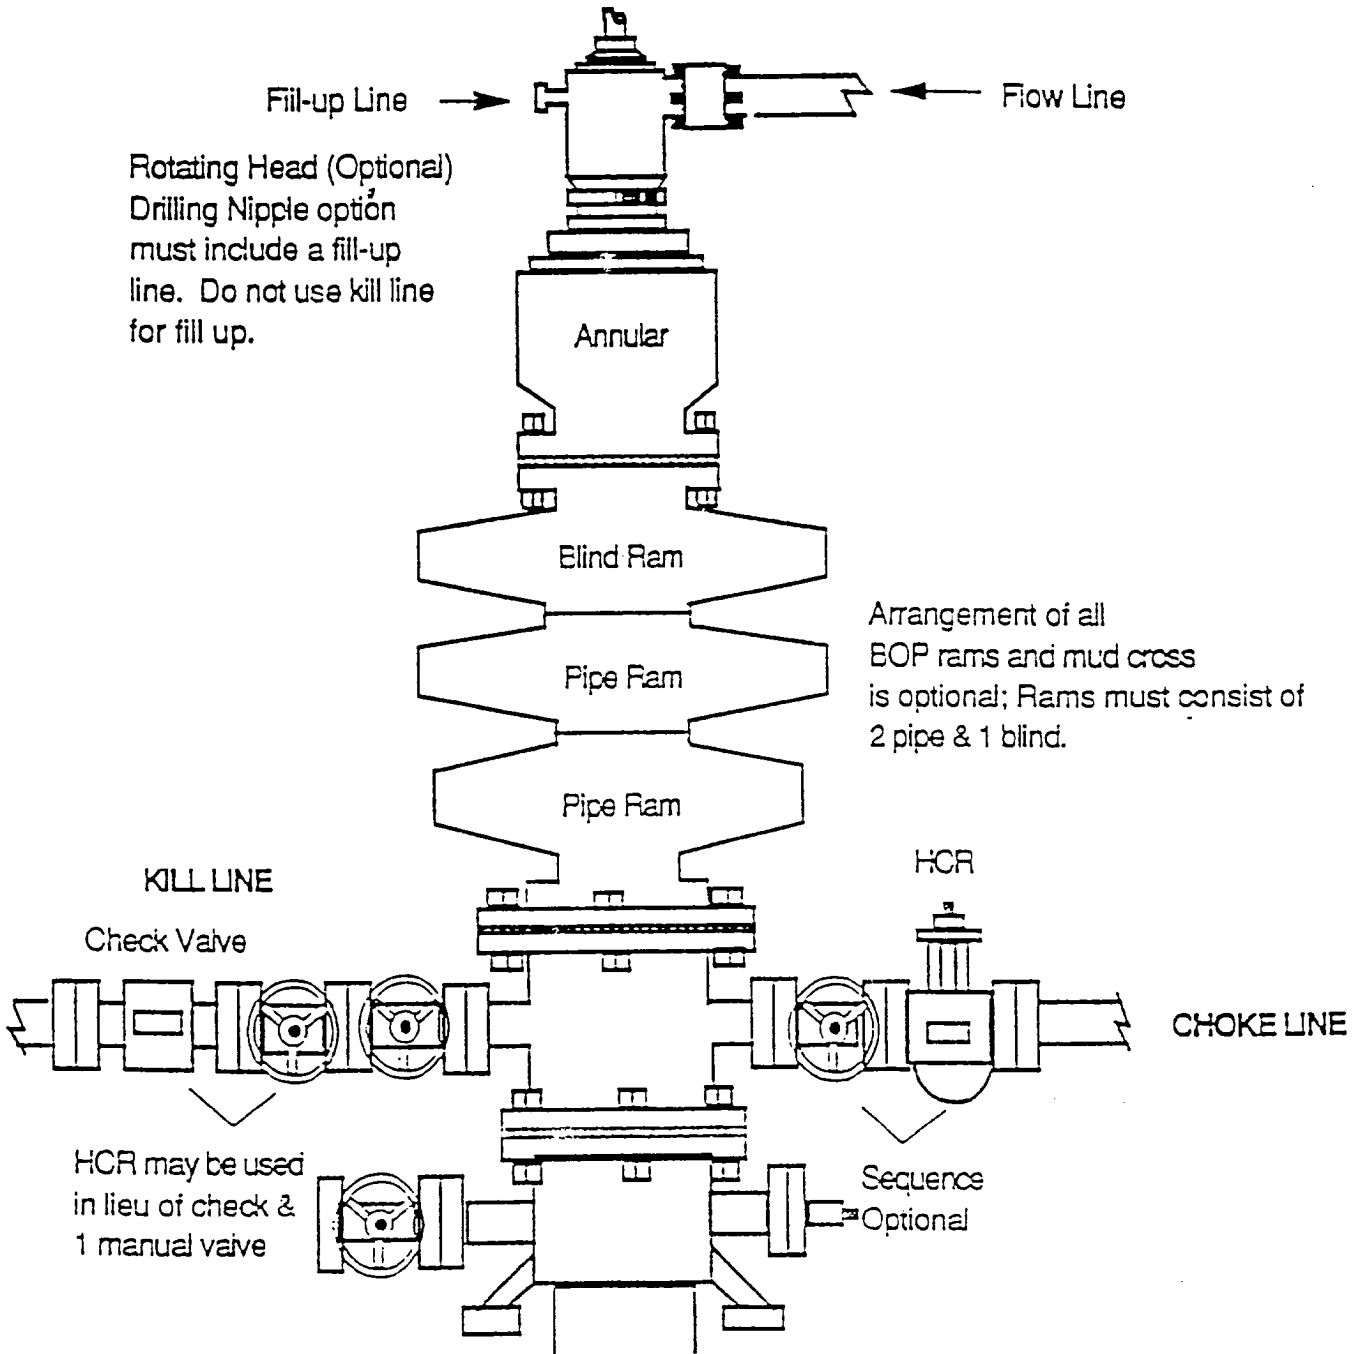 Fill-up Line
Flow Line
Rotating Head (Optional)
Drilling Nipple option
must include a fill-up
line. Do not use kill line
for fill up.
Annular
Blind Ram
Arrangement of all
BOP rams and mud cross
is optional; Rams must consist of
2 pipe & 1 blind.
Pipe Ram
Pipe Ram
HCR
KILL LINE
Check Valve
CHOKE LINE
HCR may be used
in lieu of check &
1 manual valve
Sequence
Optional